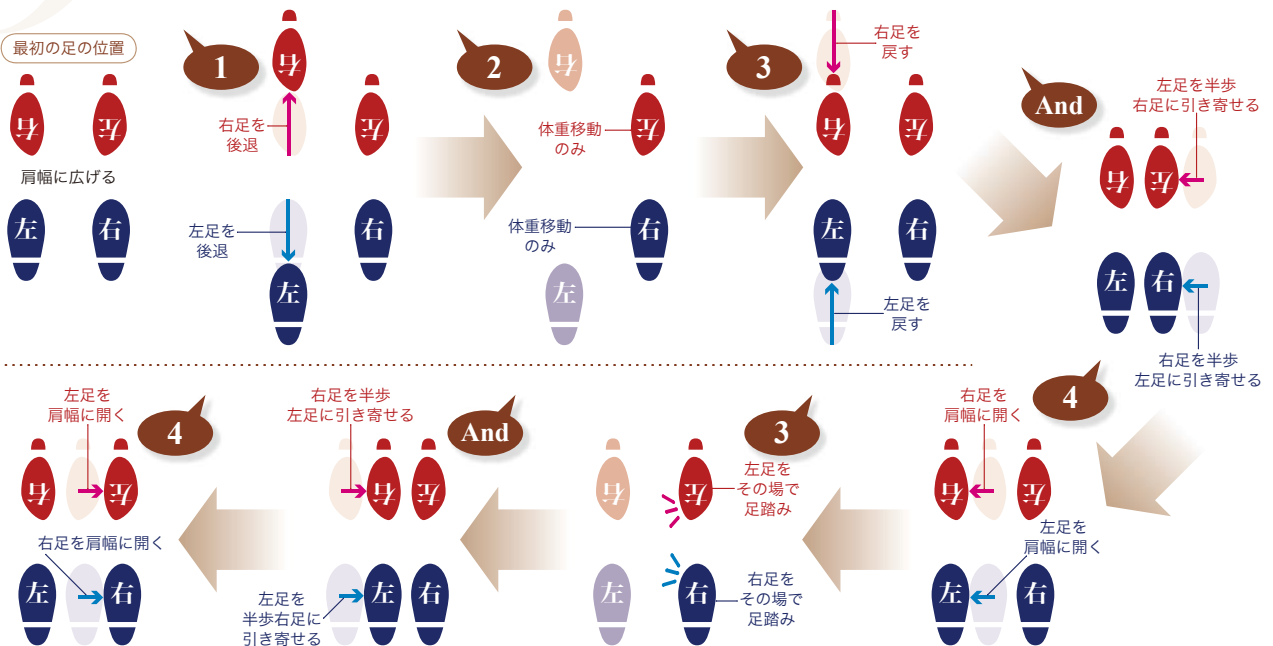 最初の足の位置
右
左
肩幅に広げる
左
右
1
右
右足を
後退
左
左足を
後退
右
左
2
右
体重移動
のみ
左
体重移動
のみ
右
左
3
右足を
戻す
右
左
左
右
左足を
戻す
And
左足を半歩
右足に引き寄せる
右
左
左
右
右足を半歩
左足に引き寄せる
4
右足を
肩幅に開く
右
左
左足を
肩幅に開く
左
右
3
右
左
左足を
その場で
足踏み
左
右
右足を
その場で
足踏み
And
右足を半歩
左足に引き寄せる
右
左
左
右
左足を
半歩右足に
引き寄せる
4
左足を
肩幅に開く
右
左
右足を肩幅に開く
左
右